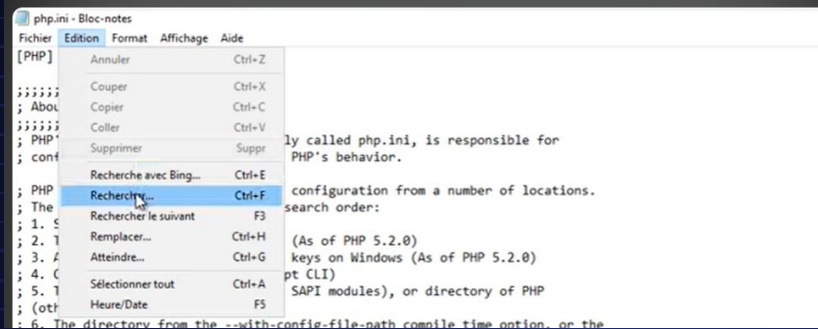 php.ini - Bloc-notes
Fichier Edition Format Affichage Aide
[PHP]
Annuler Ctrl+Z
Couper Ctrl+X
;;;;;;
; Abou
Copier Ctrl+C
;;;;;;
Coller Ctrl+V
; PHP' ly called php.ini, is responsible for
Supprimer Suppr
; conf PHP's behavior.
Recherche avec Bing... Ctrl+E
; PHP configuration from a number of locations.
Rechercher... Ctrl+F
; The search order:
Rechercher le suivant F3
; 1. S
; 2. T (As of PHP 5.2.0)
Remplacer... Ctrl+H
; 3. A keys on Windows (As of PHP 5.2.0)
Atteindre... Ctrl+G
; 4. C pt CLI)
; 5. T SAPI modules), or directory of PHP
Sélectionner tout Ctrl+A
; (oth
Heure/Date F5
; 6. The directory from the --with-config-file-path compile time option, or the